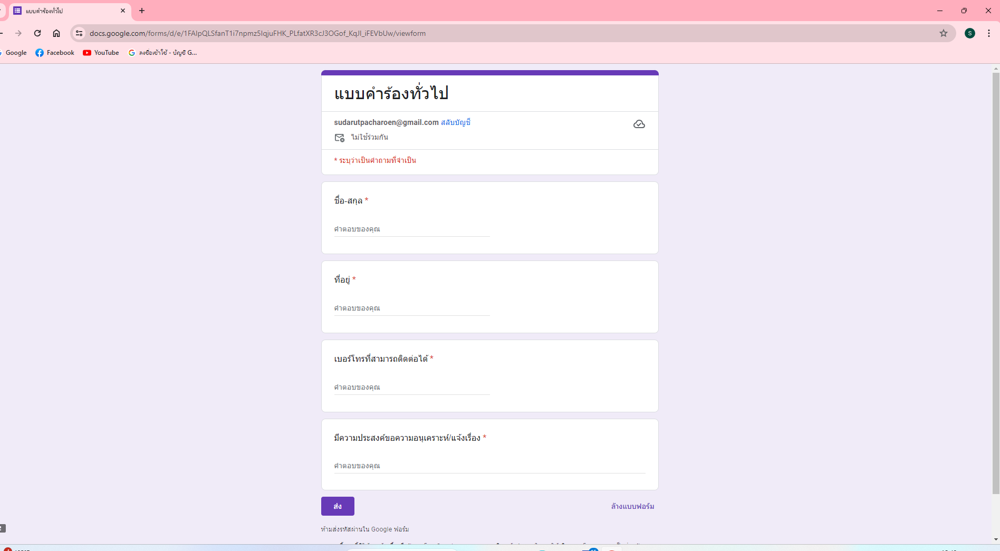 แบบคำร้องทั่วไป
docs.google.com/forms/d/e/1FAIpQLSfanT1i7npmz5lqjuFHK_PLfatXR3cJ3OGof_KqJl_iFEVbUw/viewform
S
Google Facebook YouTube ลงชื่อเข้าใช้ - บัญชี G...
แบบคำร้องทั่วไป
sudarutpacharoen@gmail.com สลับบัญชี
ไม่ใช้ร่วมกัน
* ระบุว่าเป็นคำถามที่จำเป็น
ชื่อ-สกุล *
คำตอบของคุณ
ที่อยู่ *
คำตอบของคุณ
เบอร์โทรที่สามารถติดต่อได้ *
คำตอบของคุณ
มีความประสงค์ขอความอนุเคราะห์/แจ้งเรื่อง *
คำตอบของคุณ
ส่ง ล้างแบบฟอร์ม
ห้ามส่งรหัสผ่านใน Google ฟอร์ม